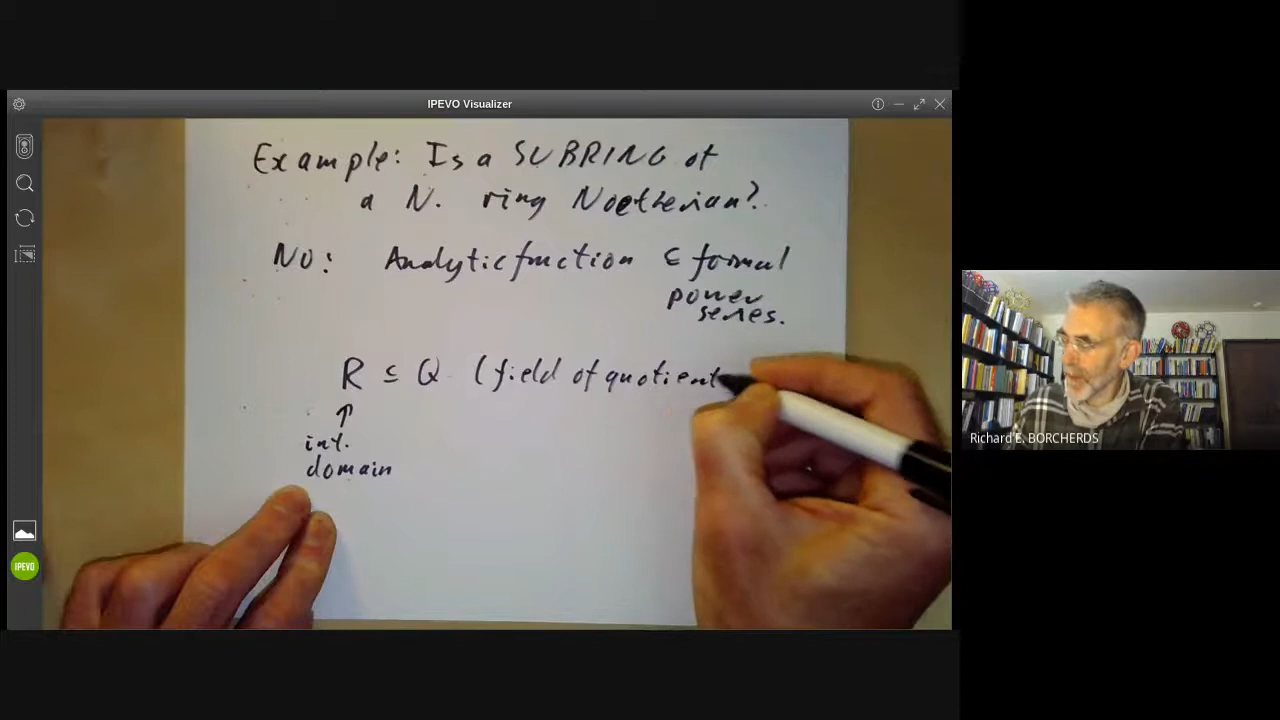 IPEVO Visualizer
Example: Is a SUBRING of
a N. ring Noetherian?
NO: Analytic function ⊆ formal
power
series.
R ⊆ Q (field of quotient
↑
int.
domain
IPEVO
Richard E. BORCHERDS